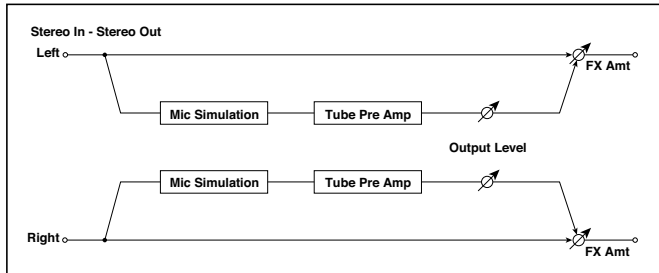 Stereo In - Stereo Out
Left
FX Amt
Mic Simulation
Tube Pre Amp
Output Level
Mic Simulation
Tube Pre Amp
Right
FX Amt